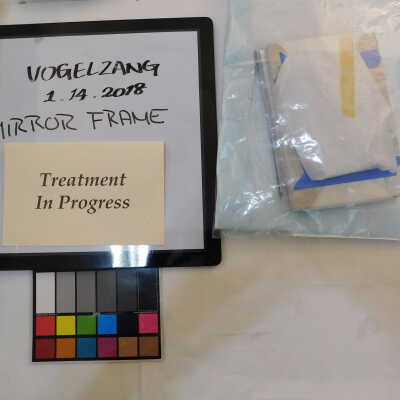 VOGELZANG
1.14.2018
MIRROR FRAME
Treatment
In Progress